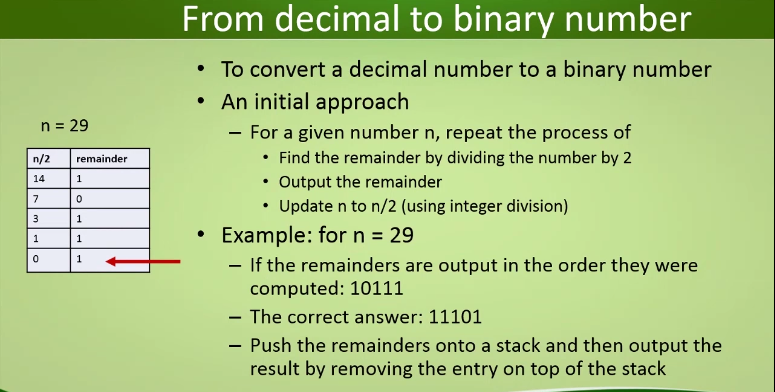 From decimal to binary number
• To convert a decimal number to a binary number
• An initial approach
– For a given number n, repeat the process of
• Find the remainder by dividing the number by 2
• Output the remainder
• Update n to n/2 (using integer division)
• Example: for n = 29
– If the remainders are output in the order they were
computed: 10111
– The correct answer: 11101
– Push the remainders onto a stack and then output the
result by removing the entry on top of the stack
n = 29
n/2 remainder
14 1
7 0
3 1
1 1
0 1